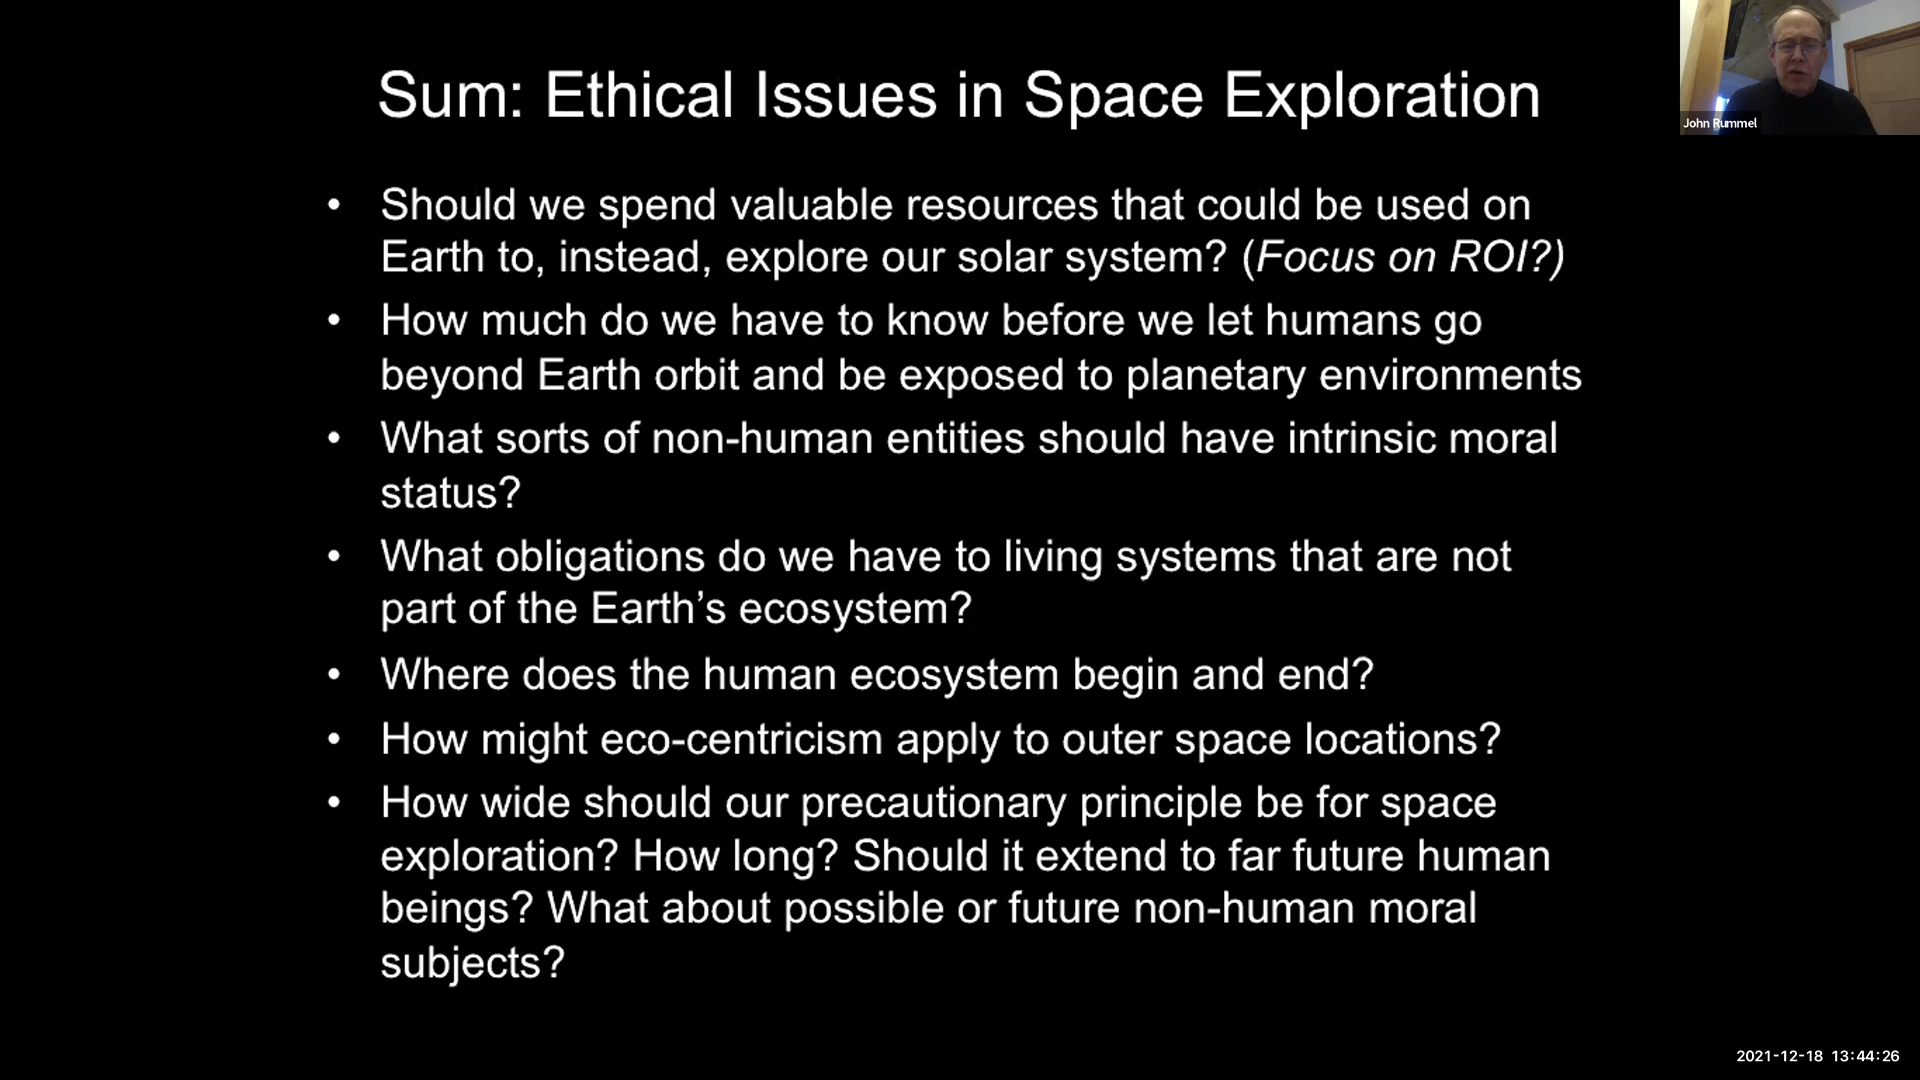 Sum: Ethical Issues in Space Exploration
John Rummel
• Should we spend valuable resources that could be used on
Earth to, instead, explore our solar system? (Focus on ROI?)
• How much do we have to know before we let humans go
beyond Earth orbit and be exposed to planetary environments
• What sorts of non-human entities should have intrinsic moral
status?
• What obligations do we have to living systems that are not
part of the Earth’s ecosystem?
• Where does the human ecosystem begin and end?
• How might eco-centricism apply to outer space locations?
• How wide should our precautionary principle be for space
exploration? How long? Should it extend to far future human
beings? What about possible or future non-human moral
subjects?
2021-12-18 13:44:26